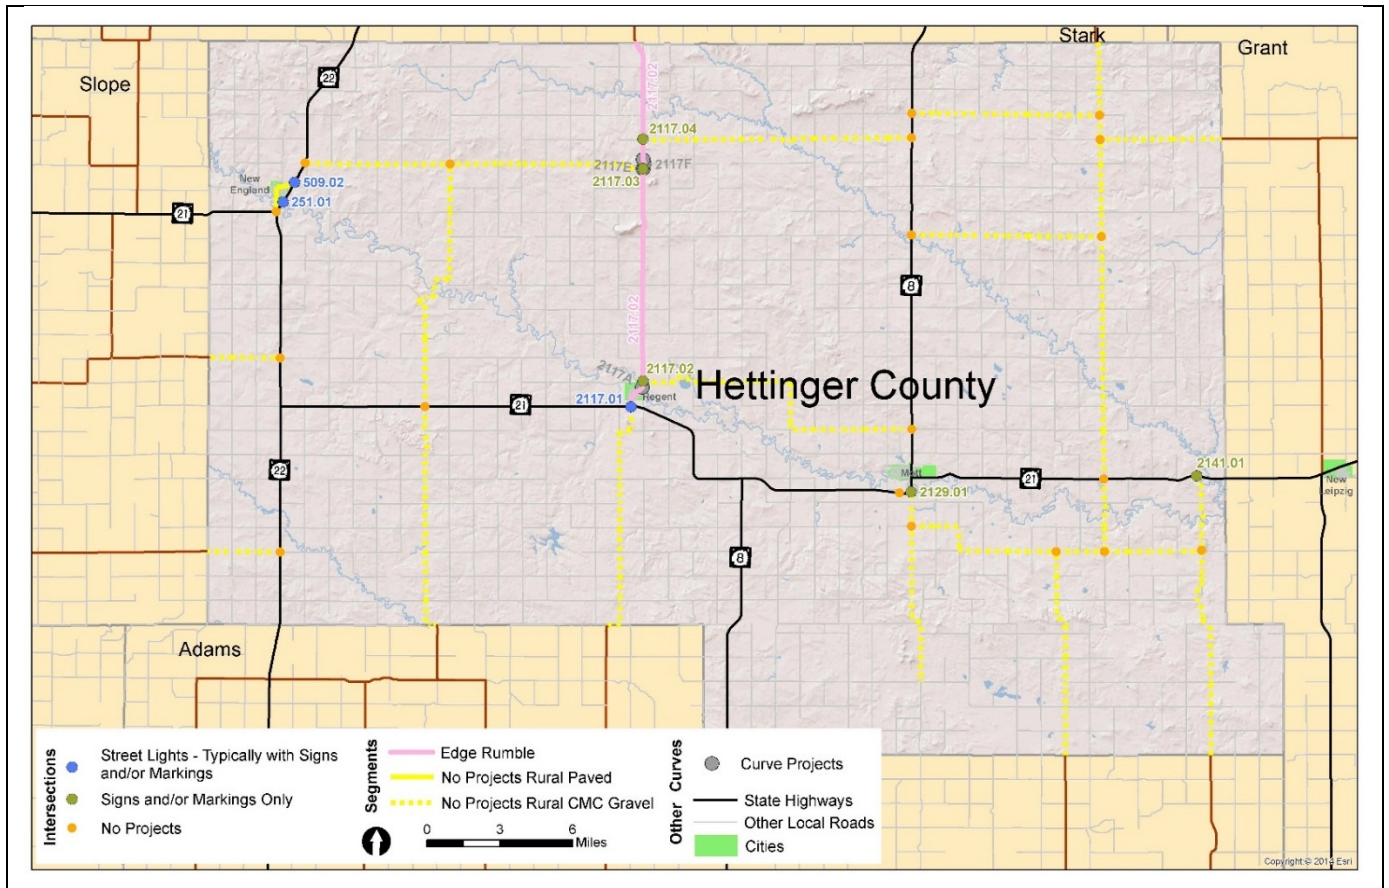 Stark
Grant
Slope
22
2117.02
2117.04
2117E
2117F
2117.03
New
England
509.02
251.01
21
8
2117.02
2117A
2117.02
Regent
2117.01
21
Hettinger County
22
Mott
21
2141.01
2129.01
New
Leipzig
8
Adams
Intersections
Street Lights - Typically with Signs
and/or Markings
Signs and/or Markings Only
No Projects
Segments
Edge Rumble
No Projects Rural Paved
No Projects Rural CMC Gravel
0 3 6
Miles
Other Curves
Curve Projects
State Highways
Other Local Roads
Cities
Copyright:© 2014 Esri